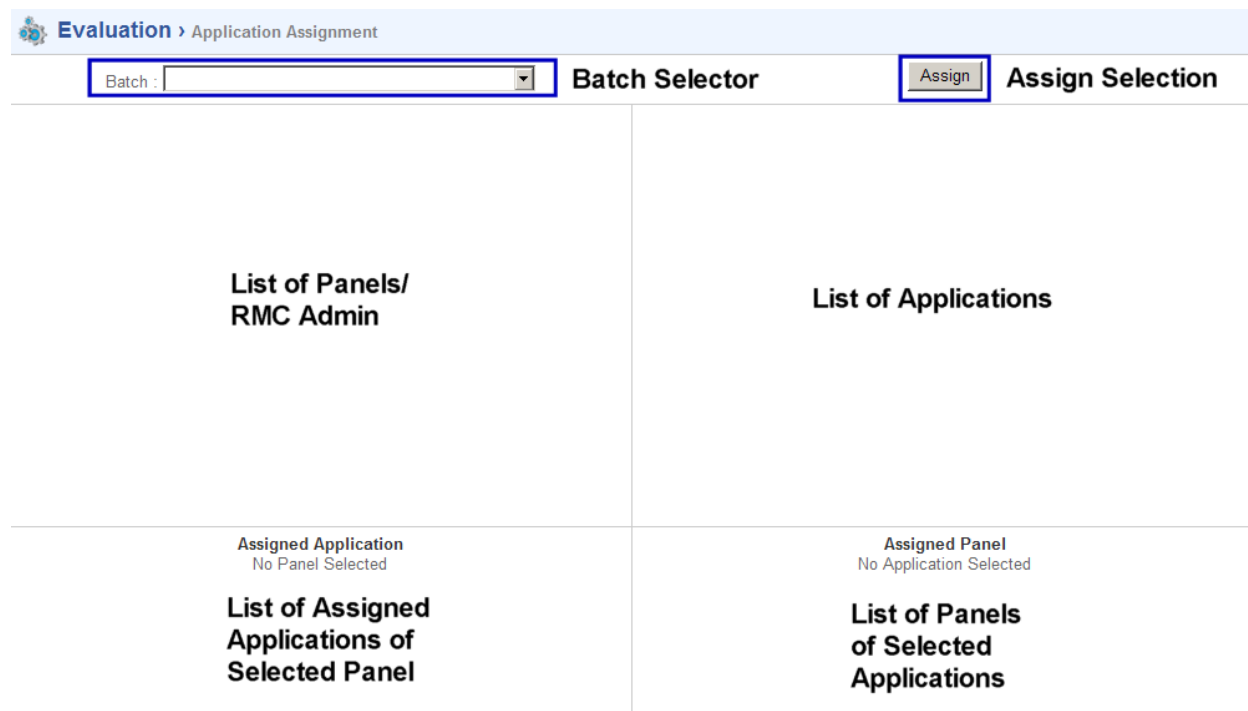 Evaluation › Application Assignment
Batch : Batch Selector Assign Assign Selection
List of Panels/
RMC Admin
List of Applications
Assigned Application
No Panel Selected
List of Assigned
Applications of
Selected Panel
Assigned Panel
No Application Selected
List of Panels
of Selected
Applications